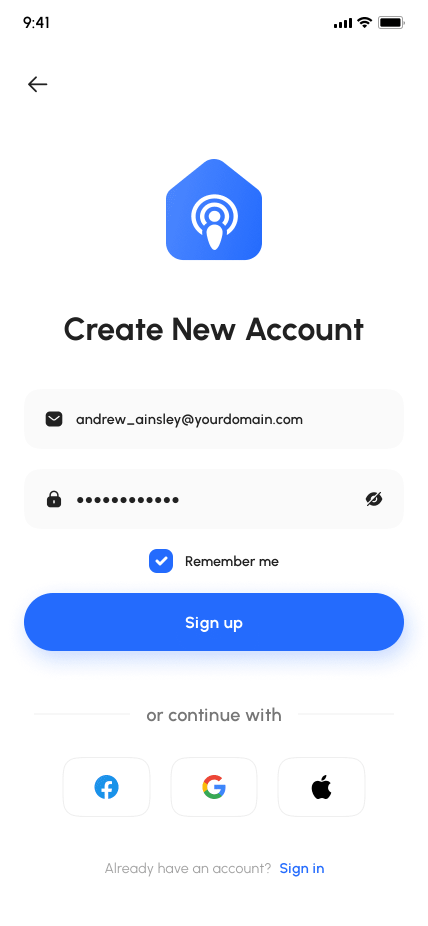 9:41
Create New Account
andrew_ainsley@yourdomain.com
●●●●●●●●●●●●
Remember me
Sign up
or continue with
Already have an account? Sign in